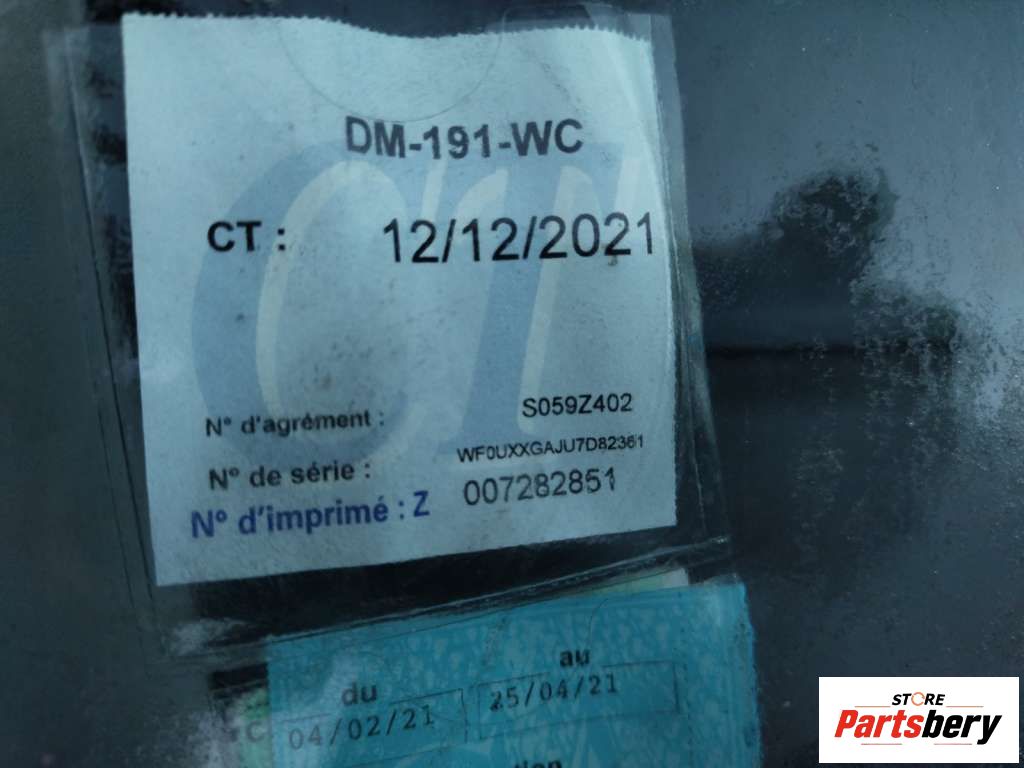 DM-191-WC
CT : 12/12/2021
N° d'agrément : S059Z402
N° de série : WF0UXXGAJU7D82361
N° d'imprimé : Z 007282851
du au
04/02/21 25/04/21
STORE
Partsbery